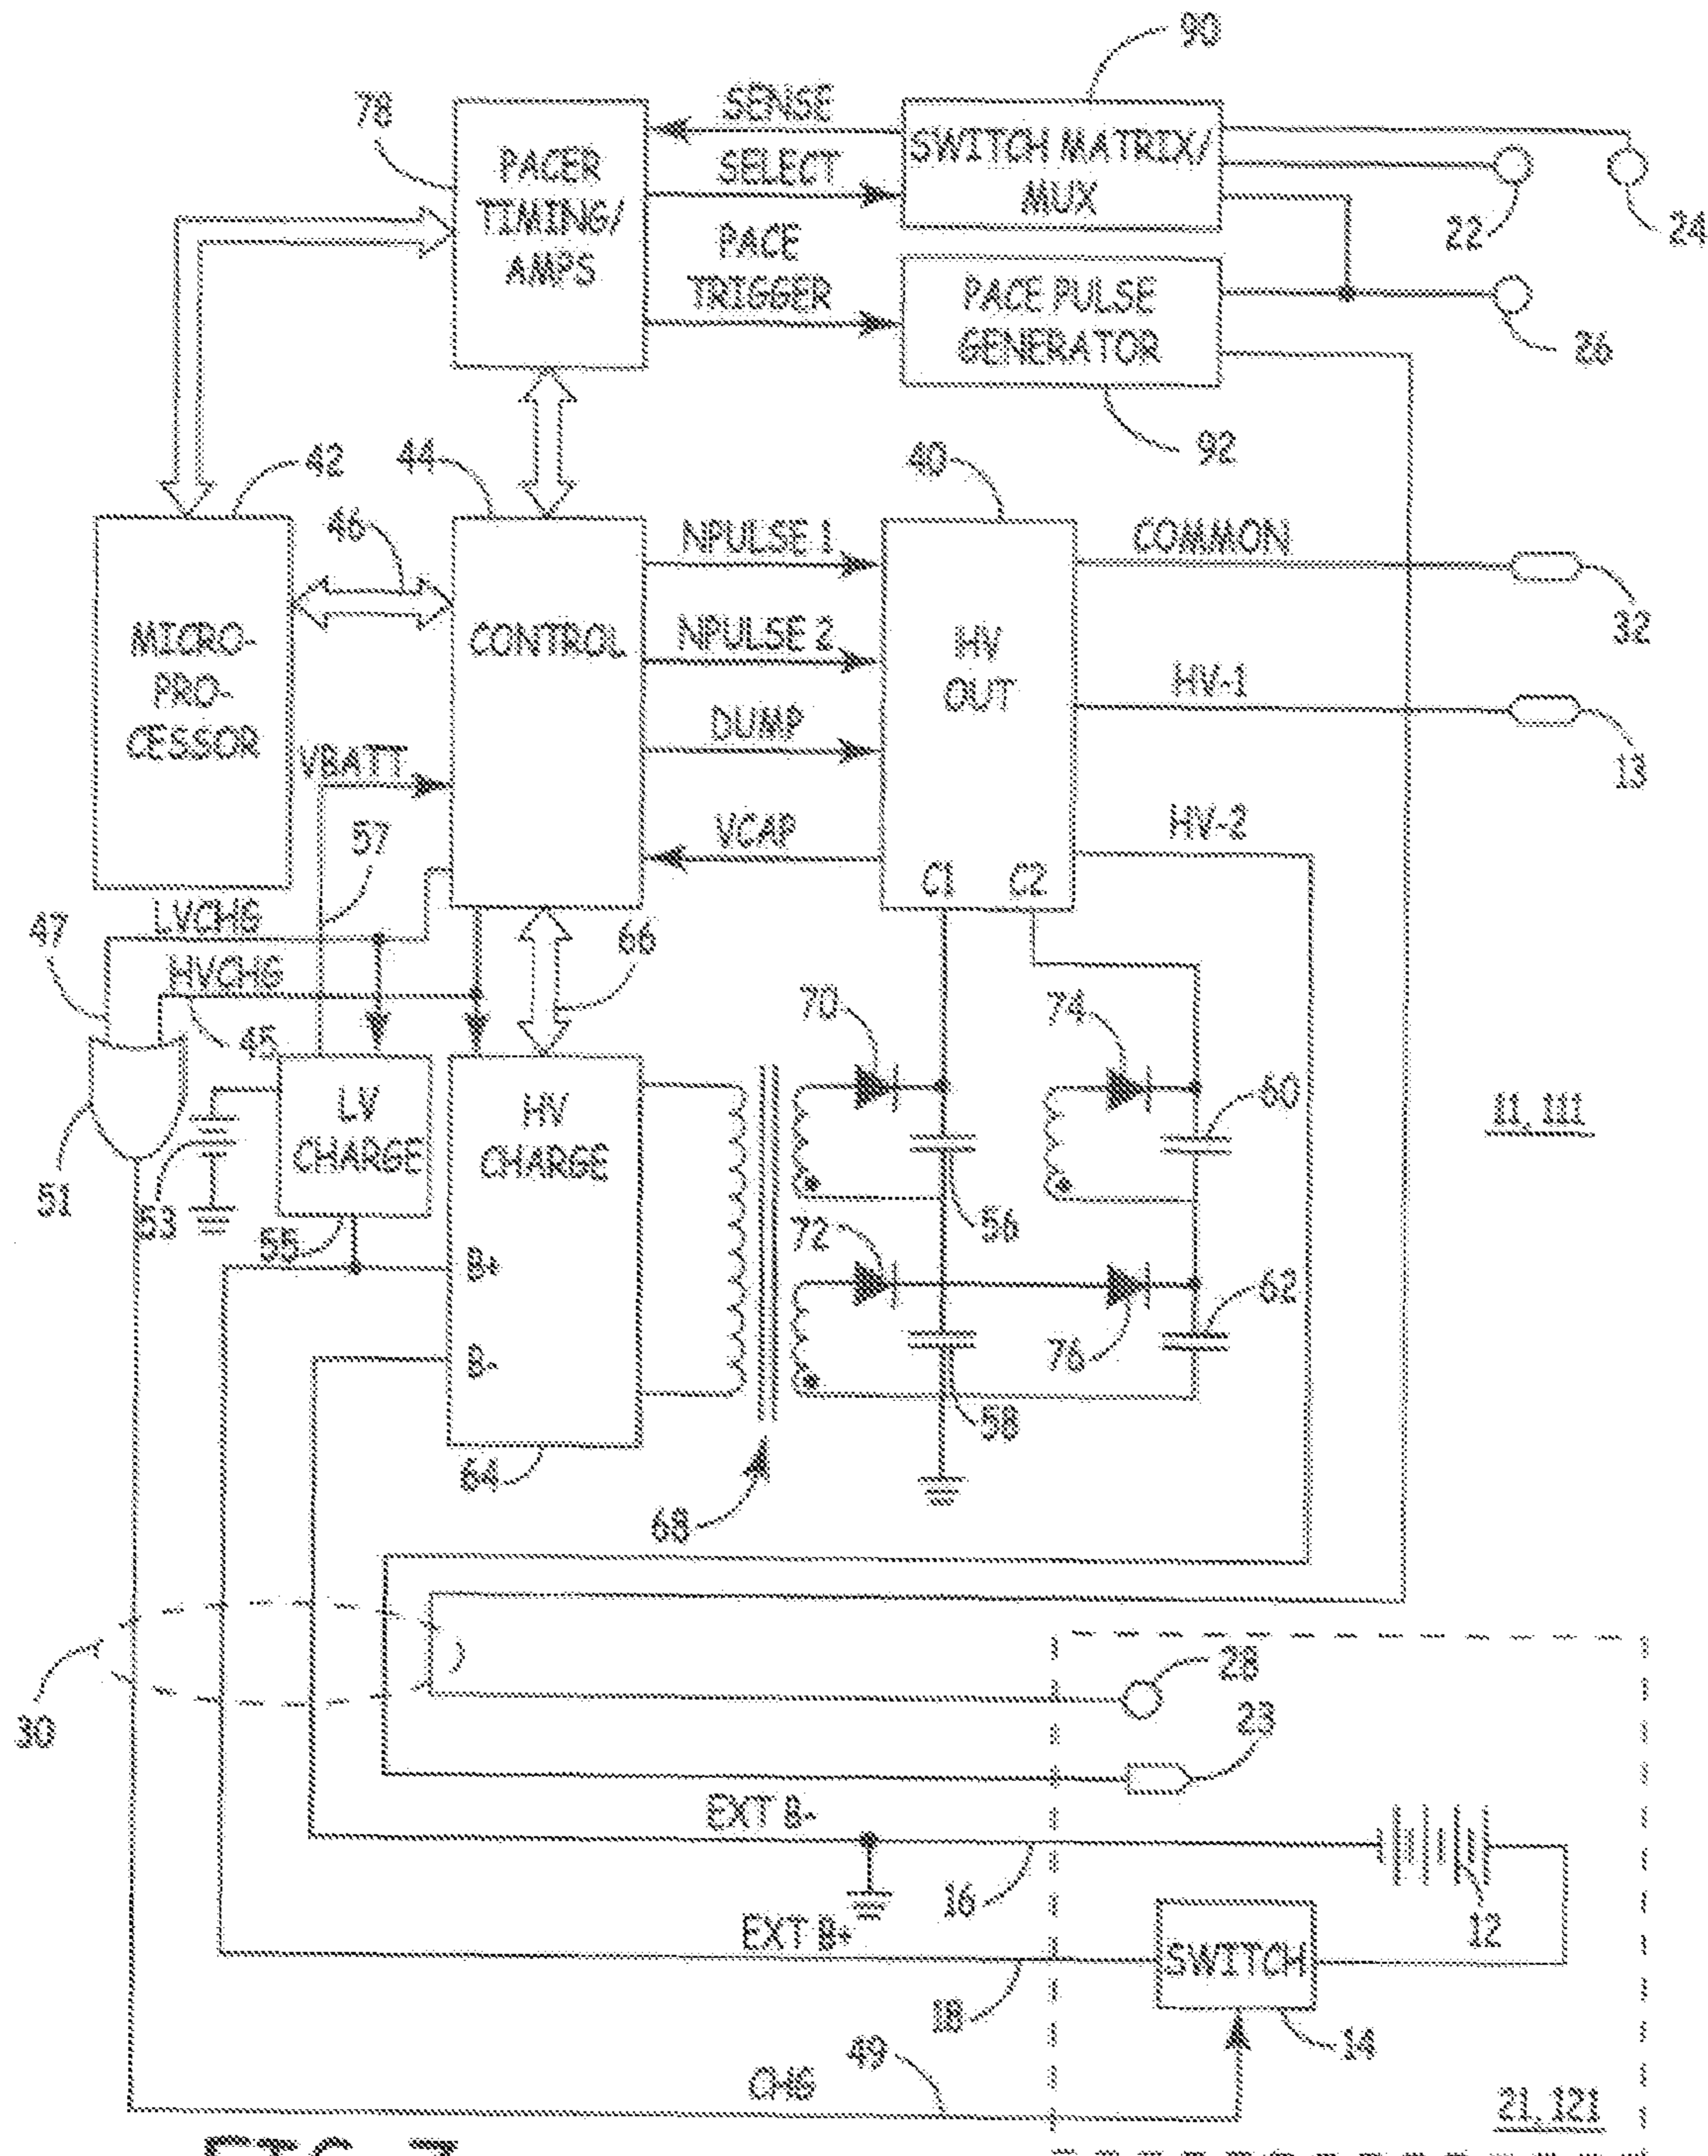 90
78
SENSE
SELECT
PACE
TRIGGER
PACER
TIMING/
AMPS
SWITCH MATRIX/
MUX
22
24
PACE PULSE
GENERATOR
26
92
42
44
40
46
NPULSE 1
COMMON
32
MICRO-
PRO-
CESSOR
CONTROL
NPULSE 2
HV
OUT
HV-1
13
DUMP
VBATT
57
VCAP
HV-2
C1
C2
LVCHG
47
HVCHG
66
45
70
74
60
11, 111
LV
CHARGE
HV
CHARGE
51
53
55
56
72
B+
62
76
B-
58
64
68
30
28
23
EXT B-
16
12
EXT B+
SWITCH
18
14
49
CHG
21, 121